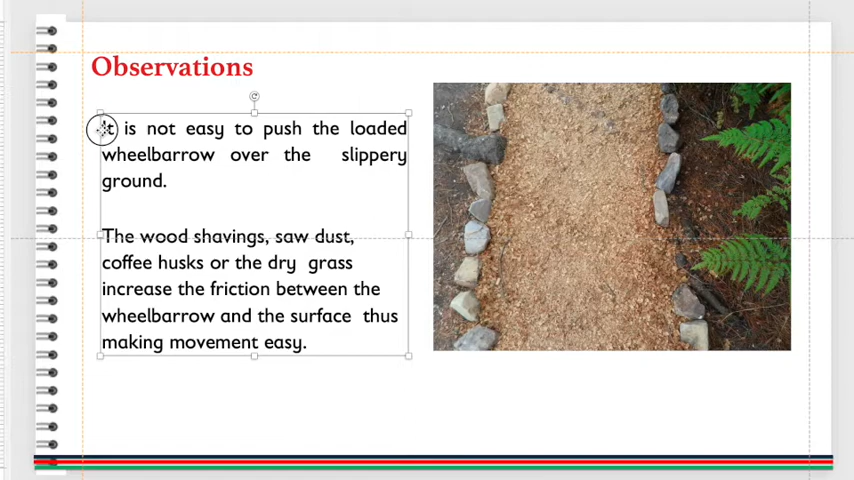 Observations
It is not easy to push the loaded
wheelbarrow over the slippery
ground.
The wood shavings, saw dust,
coffee husks or the dry grass
increase the friction between the
wheelbarrow and the surface thus
making movement easy.